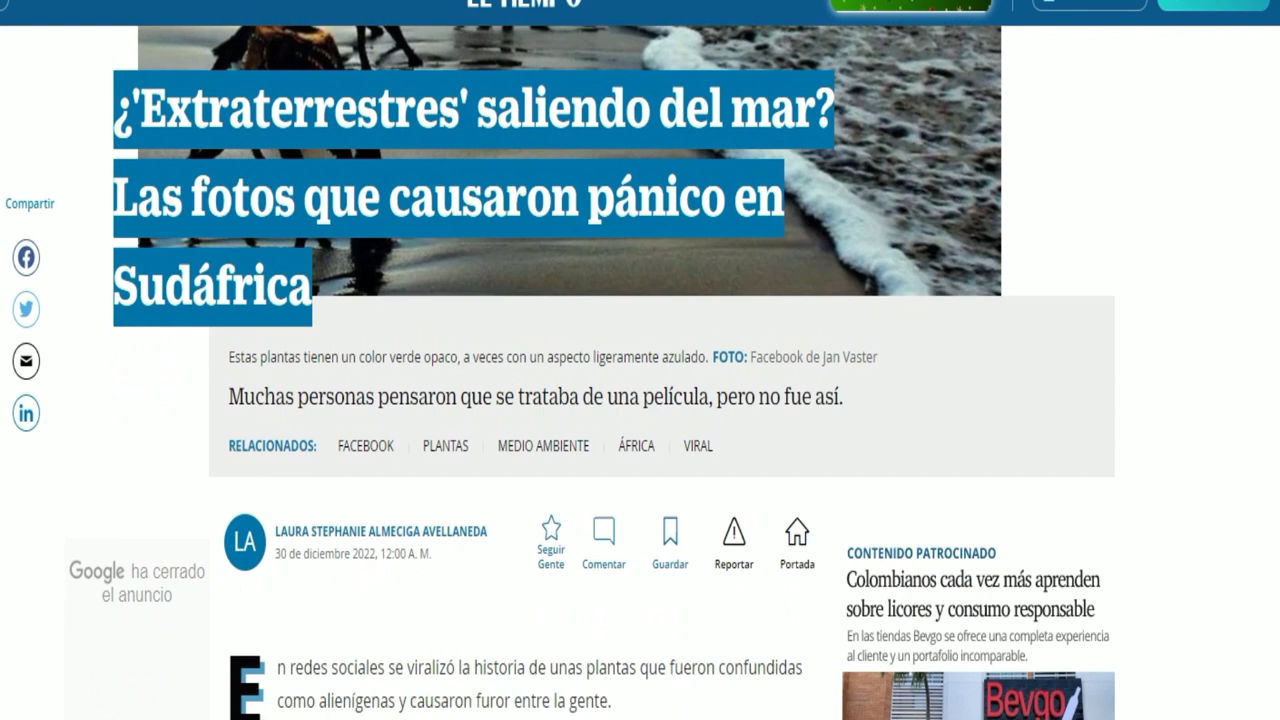 EL TIEMPO
¿'Extraterrestres' saliendo del mar?
Las fotos que causaron pánico en
Sudáfrica
Compartir
Estas plantas tienen un color verde opaco, a veces con un aspecto ligeramente azulado. FOTO: Facebook de Jan Vaster
Muchas personas pensaron que se trataba de una película, pero no fue así.
RELACIONADOS: FACEBOOK PLANTAS MEDIO AMBIENTE ÁFRICA VIRAL
LA
LAURA STEPHANIE ALMECIGA AVELLANEDA
30 de diciembre 2022, 12:00 A. M.
Seguir
Gente
Comentar
Guardar
Reportar
Portada
Google ha cerrado
el anuncio
CONTENIDO PATROCINADO
Colombianos cada vez más aprenden
sobre licores y consumo responsable
En las tiendas Bevgo se ofrece una completa experiencia
al cliente y un portafolio incomparable.
Bevgo
En redes sociales se viralizó la historia de unas plantas que fueron confundidas
como alienígenas y causaron furor entre la gente.